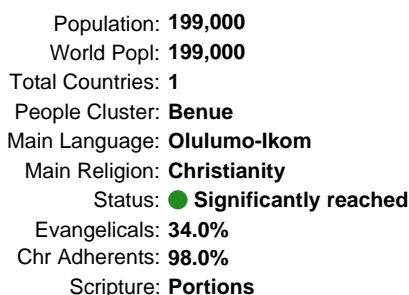 Population: 199,000
World Popl: 199,000
Total Countries: 1
People Cluster: Benue
Main Language: Olulumo-Ikom
Main Religion: Christianity
Status: Significantly reached
Evangelicals: 34.0%
Chr Adherents: 98.0%
Scripture: Portions